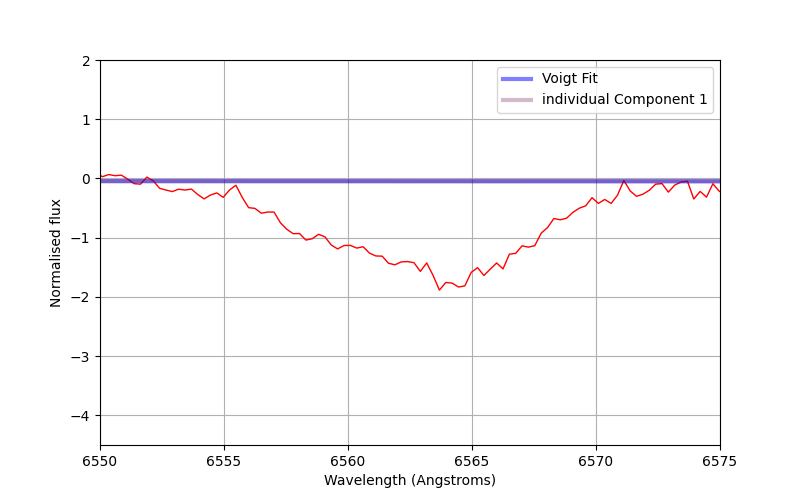 2
1
0
−1
−2
−3
−4
Normalised flux
Voigt Fit
individual Component 1
6550 6555 6560 6565 6570 6575
Wavelength (Angstroms)